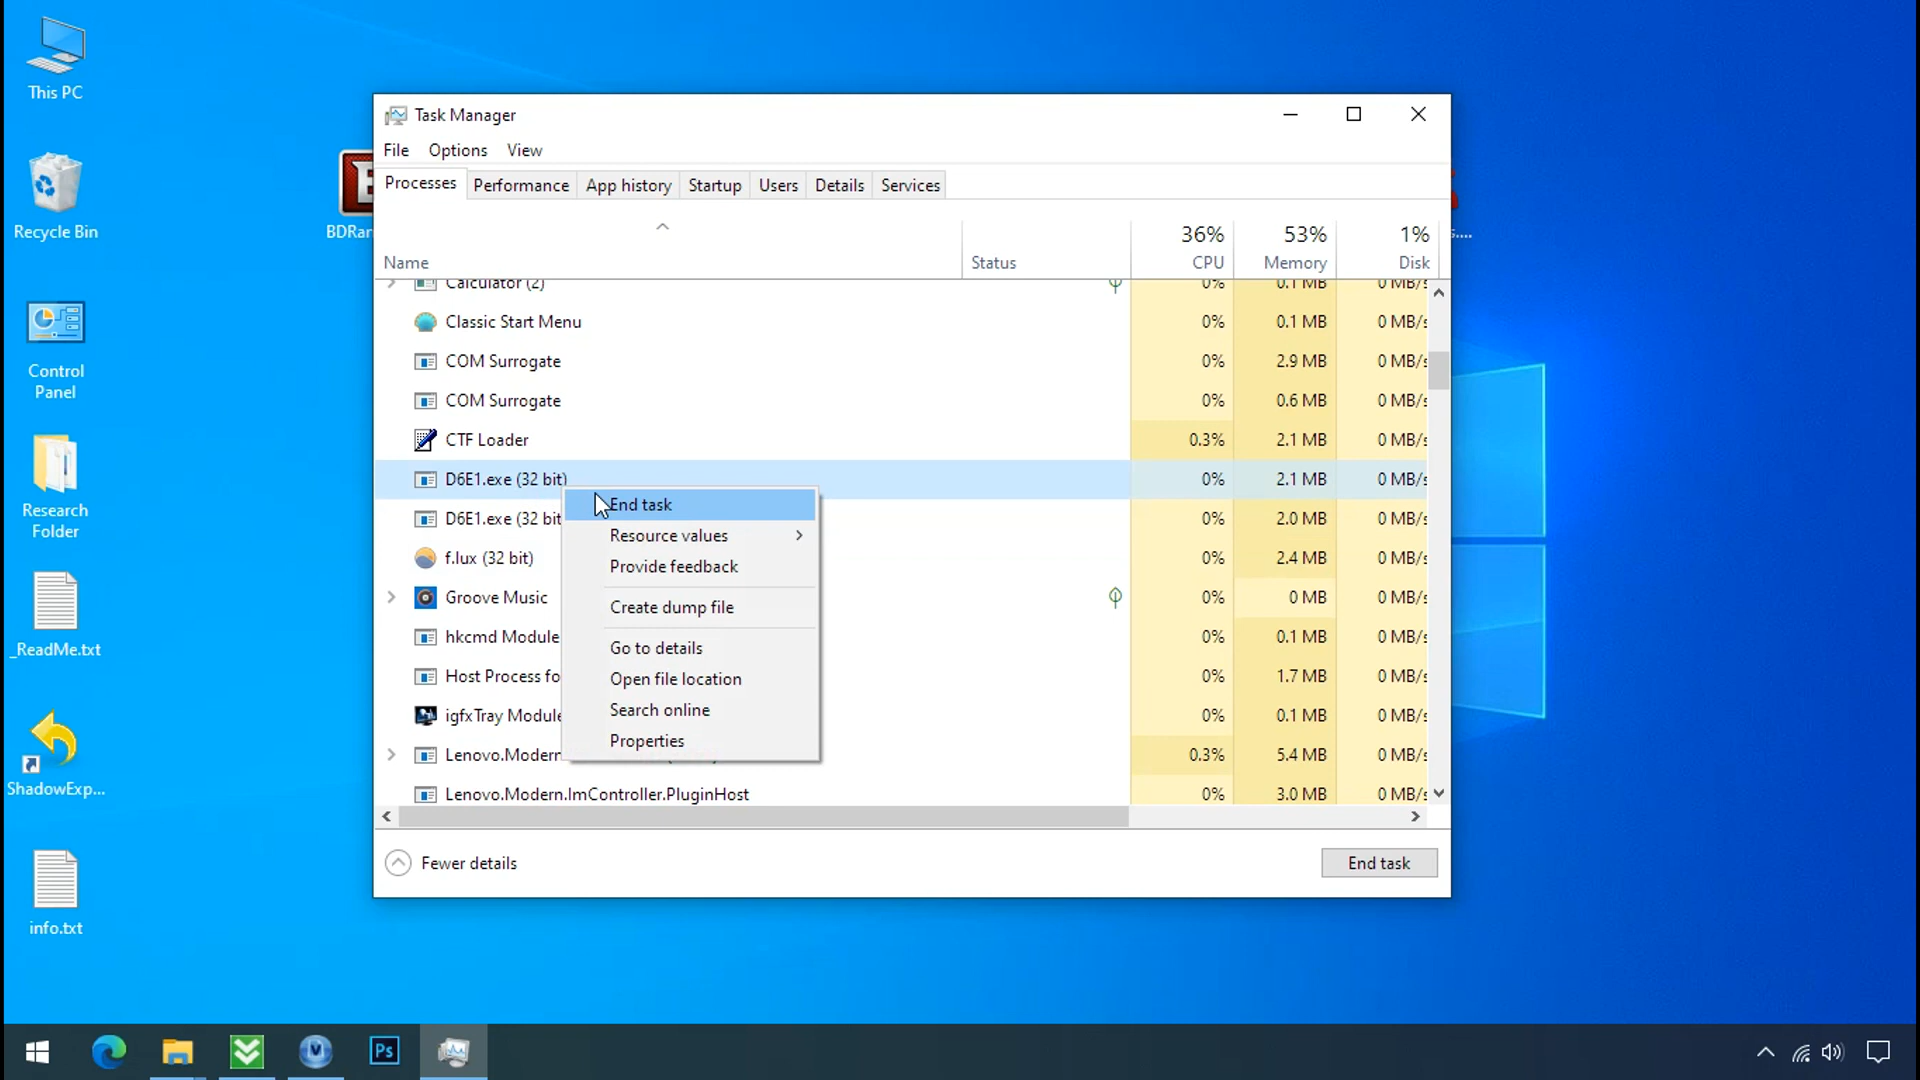 This PC
Recycle Bin
Control
Panel
Research
Folder
_ReadMe.txt
ShadowExp...
info.txt
BDRan
s....
Task Manager
File Options View
Processes Performance App history Startup Users Details Services
36% 53% 1%
Name Status CPU Memory Disk
Calculator (2) 0% 0.1 MB 0 MB/s
Classic Start Menu 0% 0.1 MB 0 MB/s
COM Surrogate 0% 2.9 MB 0 MB/s
COM Surrogate 0% 0.6 MB 0 MB/s
CTF Loader 0.3% 2.1 MB 0 MB/s
D6E1.exe (32 bit) 0% 2.1 MB 0 MB/s
D6E1.exe (32 bit 0% 2.0 MB 0 MB/s
f.lux (32 bit) 0% 2.4 MB 0 MB/s
Groove Music 0% 0 MB 0 MB/s
hkcmd Module 0% 0.1 MB 0 MB/s
Host Process fo 0% 1.7 MB 0 MB/s
igfxTray Module 0% 0.1 MB 0 MB/s
Lenovo.Modern 0.3% 5.4 MB 0 MB/s
Lenovo.Modern.ImController.PluginHost 0% 3.0 MB 0 MB/s
End task
Resource values
Provide feedback
Create dump file
Go to details
Open file location
Search online
Properties
Fewer details End task
Ps